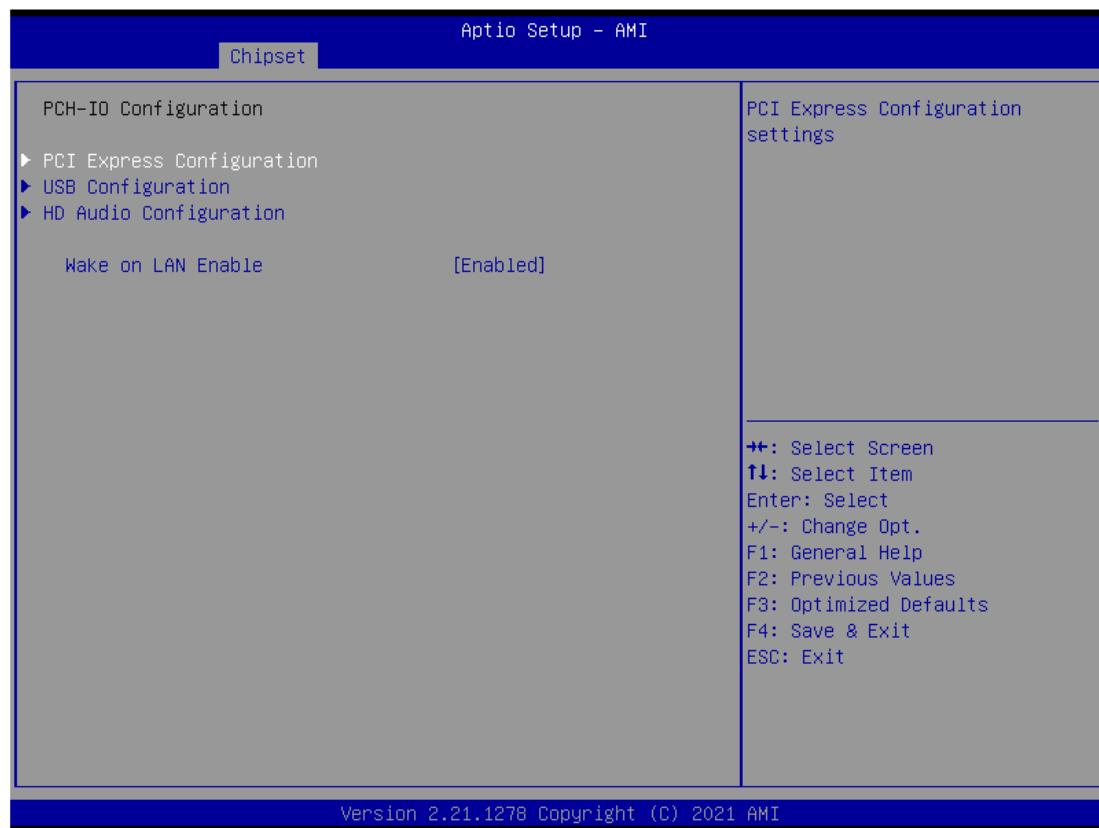 Aptio Setup – AMI
Chipset
PCH-IO Configuration
PCI Express Configuration
USB Configuration
HD Audio Configuration
Wake on LAN Enable [Enabled]
PCI Express Configuration
settings
→←: Select Screen
↑↓: Select Item
Enter: Select
+/-: Change Opt.
F1: General Help
F2: Previous Values
F3: Optimized Defaults
F4: Save & Exit
ESC: Exit
Version 2.21.1278 Copyright (C) 2021 AMI